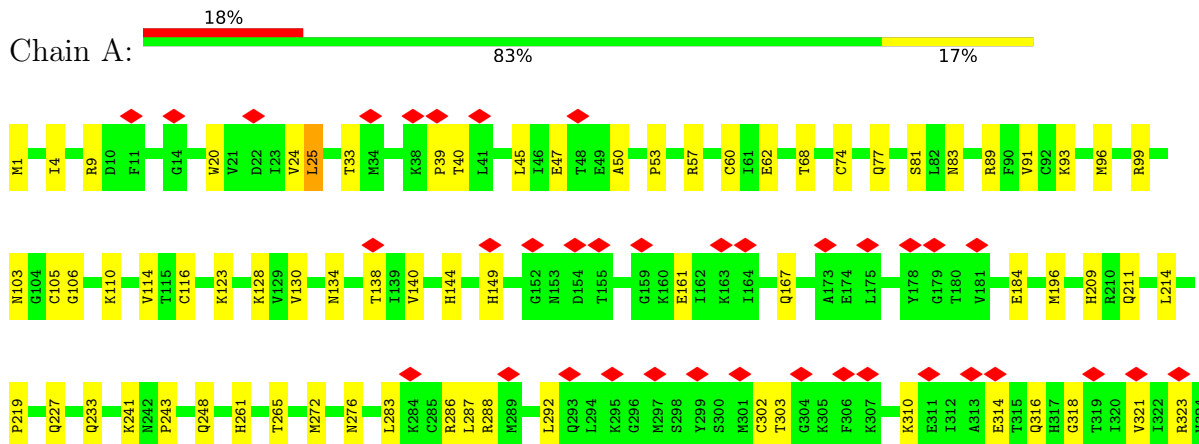 18%
Chain A:
83% 17%
M1 I4 R9 D10 F11 G14 W20 V21 D22 I23 V24 L25 T33 M34 K38 P39 T40 L41 L45 I46 E47 T48 E49 A50 P53 R57 C60 I61 E62 T68 C74 Q77 S81 L82 N83 R89 F90 V91 C92 K93 M96 R99
N103 G104 C105 G106 K110 V114 T115 C116 K123 K128 V129 V130 N134 T138 I139 V140 H144 H149 G152 N153 D154 T155 G159 K160 E161 I162 K163 I164 Q167 A173 E174 L175 Y178 G179 T180 V181 E184 M196 H209 R210 Q211 L214
P219 Q227 Q233 K241 N242 P243 Q248 H261 T265 M272 N276 L283 K284 C285 R286 L287 R288 M289 L292 Q293 L294 K295 G296 M297 S298 V299 S300 M301 C302 T303 G304 K305 F306 K307 K310 E311 I312 A313 E314 T315 Q316 H317 G318 T319 I320 V321 I322 R323